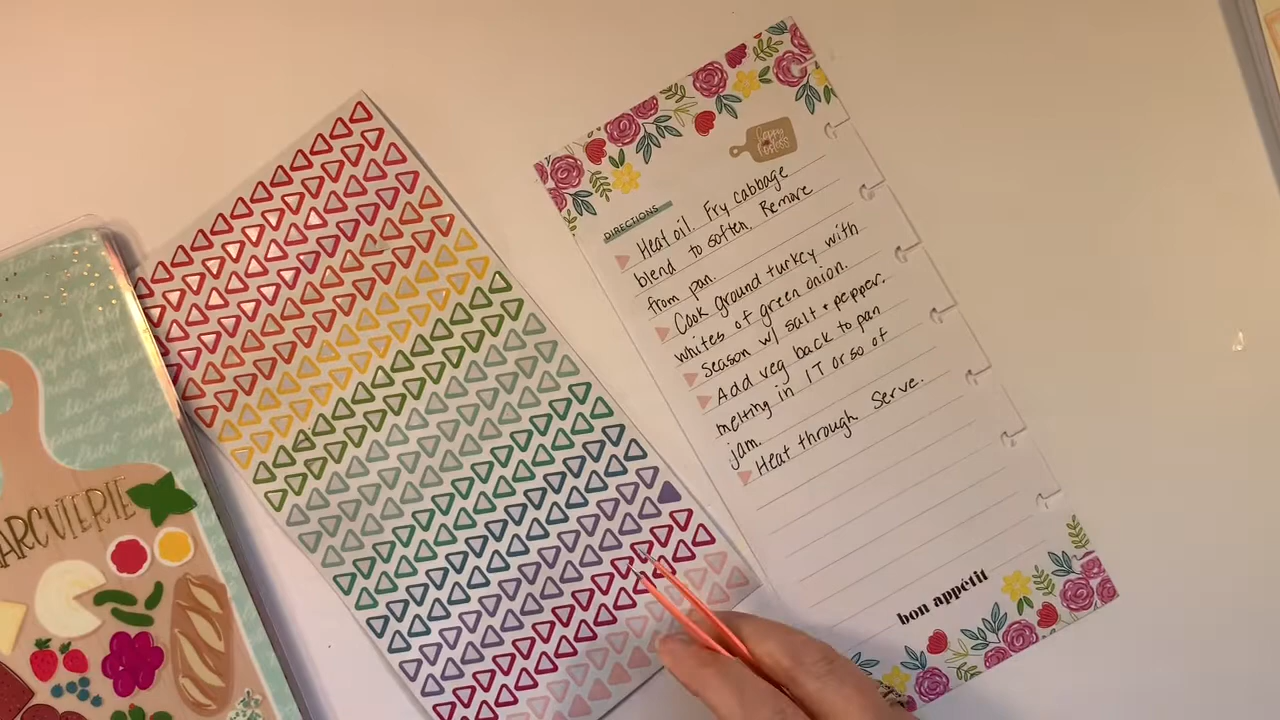 DIRECTIONS
Heat oil. Fry cabbage
blend to soften. Remove
from pan.
Cook ground turkey with
whites of green onion.
Season w/ salt + pepper.
Add veg back to pan
melting in 1T or so of
jam.
Heat through Serve.
bon appétit
ARCUTERIE